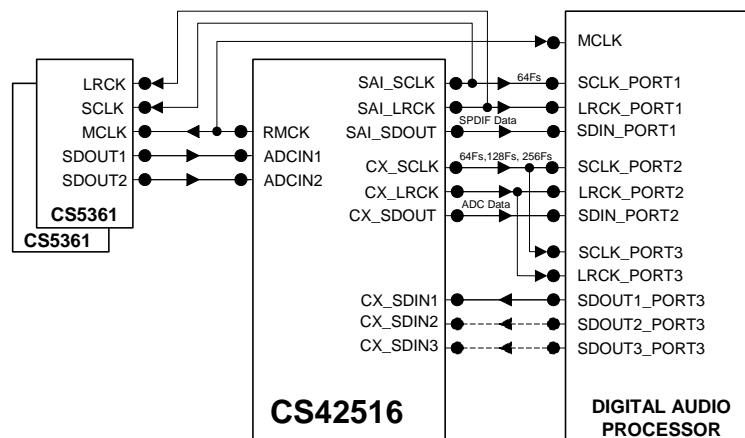 MCLK
LRCK
SCLK
MCLK
SDOUT1
SDOUT2
CS5361
CS5361
RMCK
ADCIN1
ADCIN2
SAI_SCLK
SAI_LRCK
SAI_SDOUT
CX_SCLK
CX_LRCK
CX_SDOUT
CX_SDIN1
CX_SDIN2
CX_SDIN3
CS42516
64Fs
SPDIF Data
64Fs,128Fs, 256Fs
ADC Data
SCLK_PORT1
LRCK_PORT1
SDIN_PORT1
SCLK_PORT2
LRCK_PORT2
SDIN_PORT2
SCLK_PORT3
LRCK_PORT3
SDOUT1_PORT3
SDOUT2_PORT3
SDOUT3_PORT3
DIGITAL AUDIO
PROCESSOR